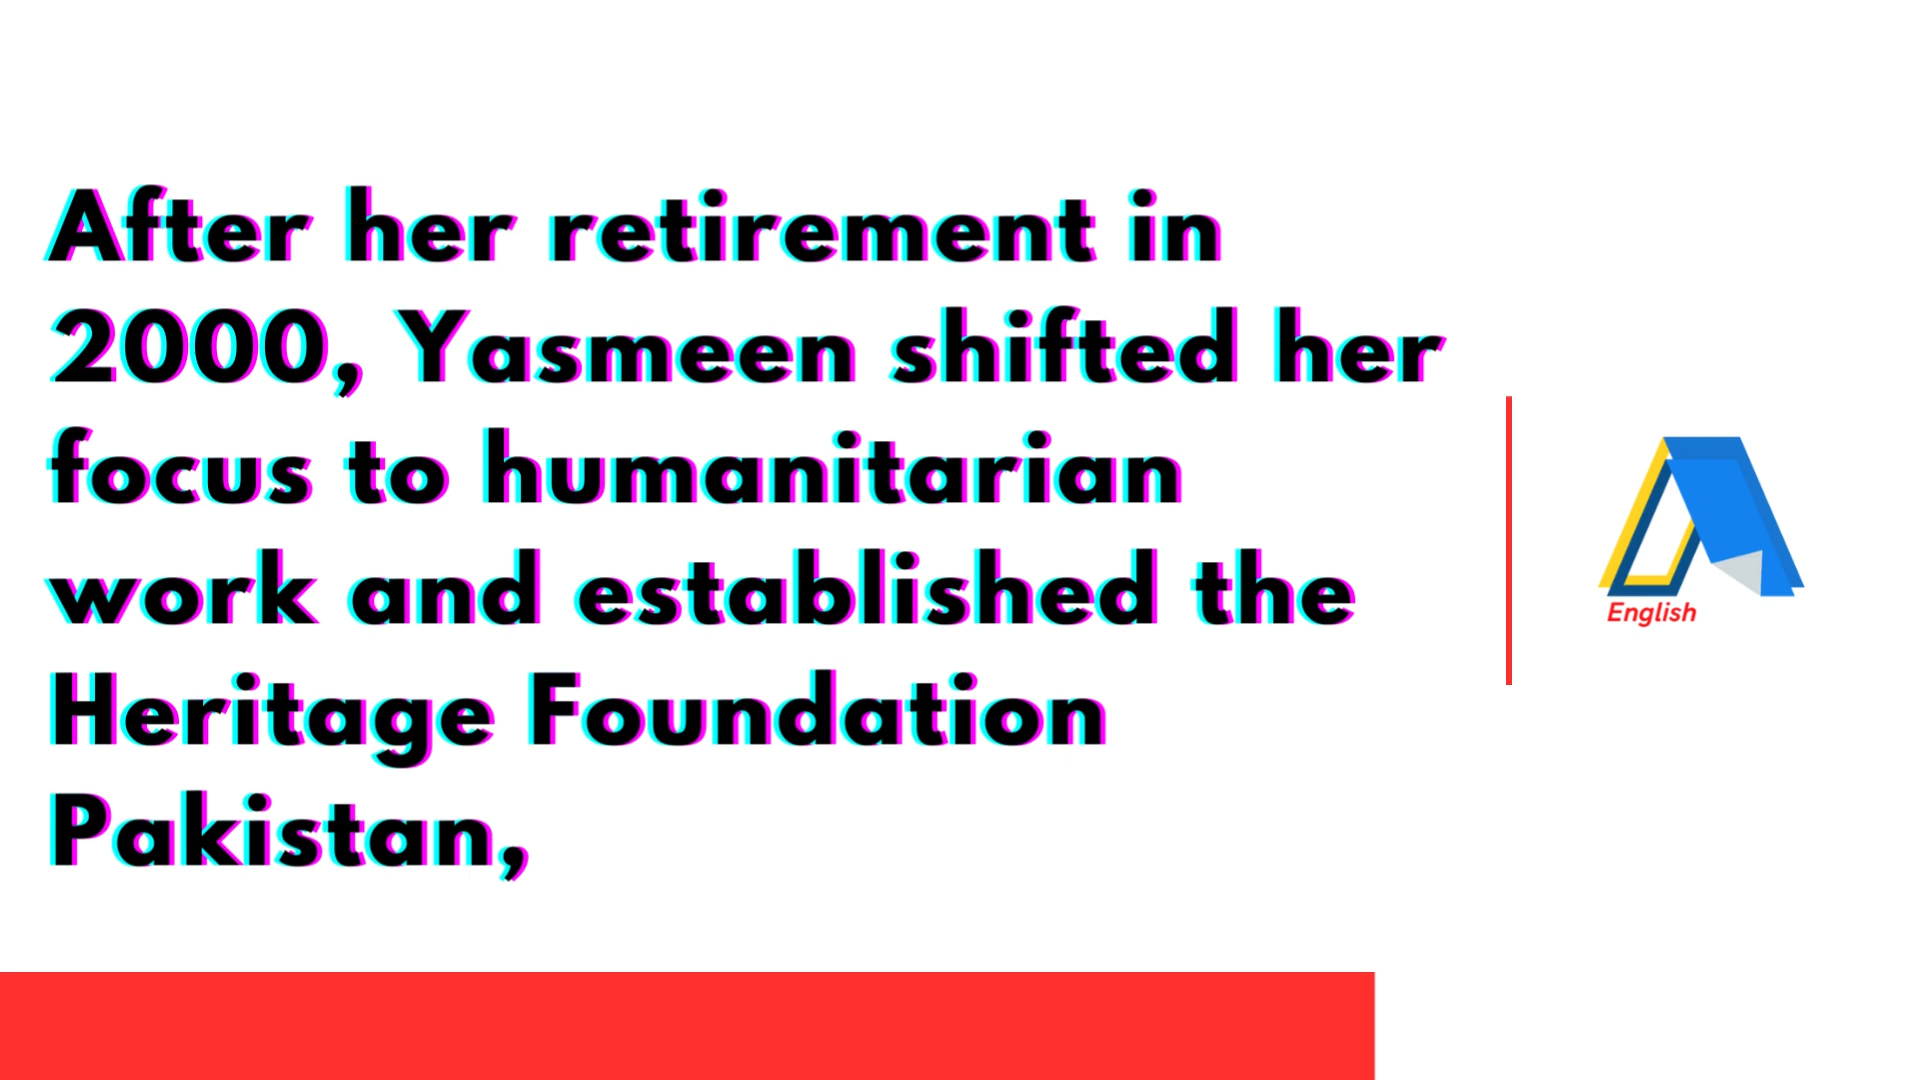 After her retirement in
2000, Yasmeen shifted her
focus to humanitarian
work and established the
Heritage Foundation
Pakistan,
English